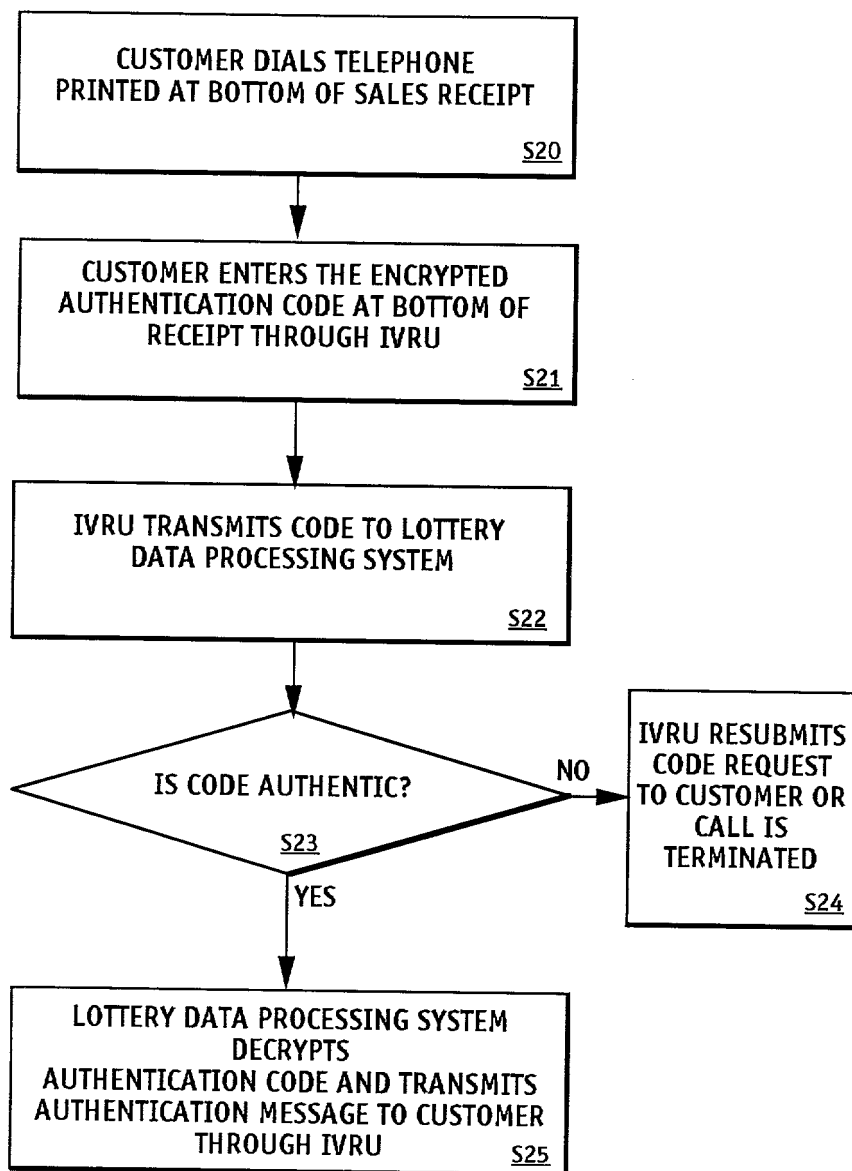 CUSTOMER DIALS TELEPHONE
PRINTED AT BOTTOM OF SALES RECEIPT
S20
CUSTOMER ENTERS THE ENCRYPTED
AUTHENTICATION CODE AT BOTTOM OF
RECEIPT THROUGH IVRU
S21
IVRU TRANSMITS CODE TO LOTTERY
DATA PROCESSING SYSTEM
S22
IS CODE AUTHENTIC?
S23
NO
IVRU RESUBMITS
CODE REQUEST
TO CUSTOMER OR
CALL IS
TERMINATED
S24
YES
LOTTERY DATA PROCESSING SYSTEM
DECRYPTS
AUTHENTICATION CODE AND TRANSMITS
AUTHENTICATION MESSAGE TO CUSTOMER
THROUGH IVRU
S25